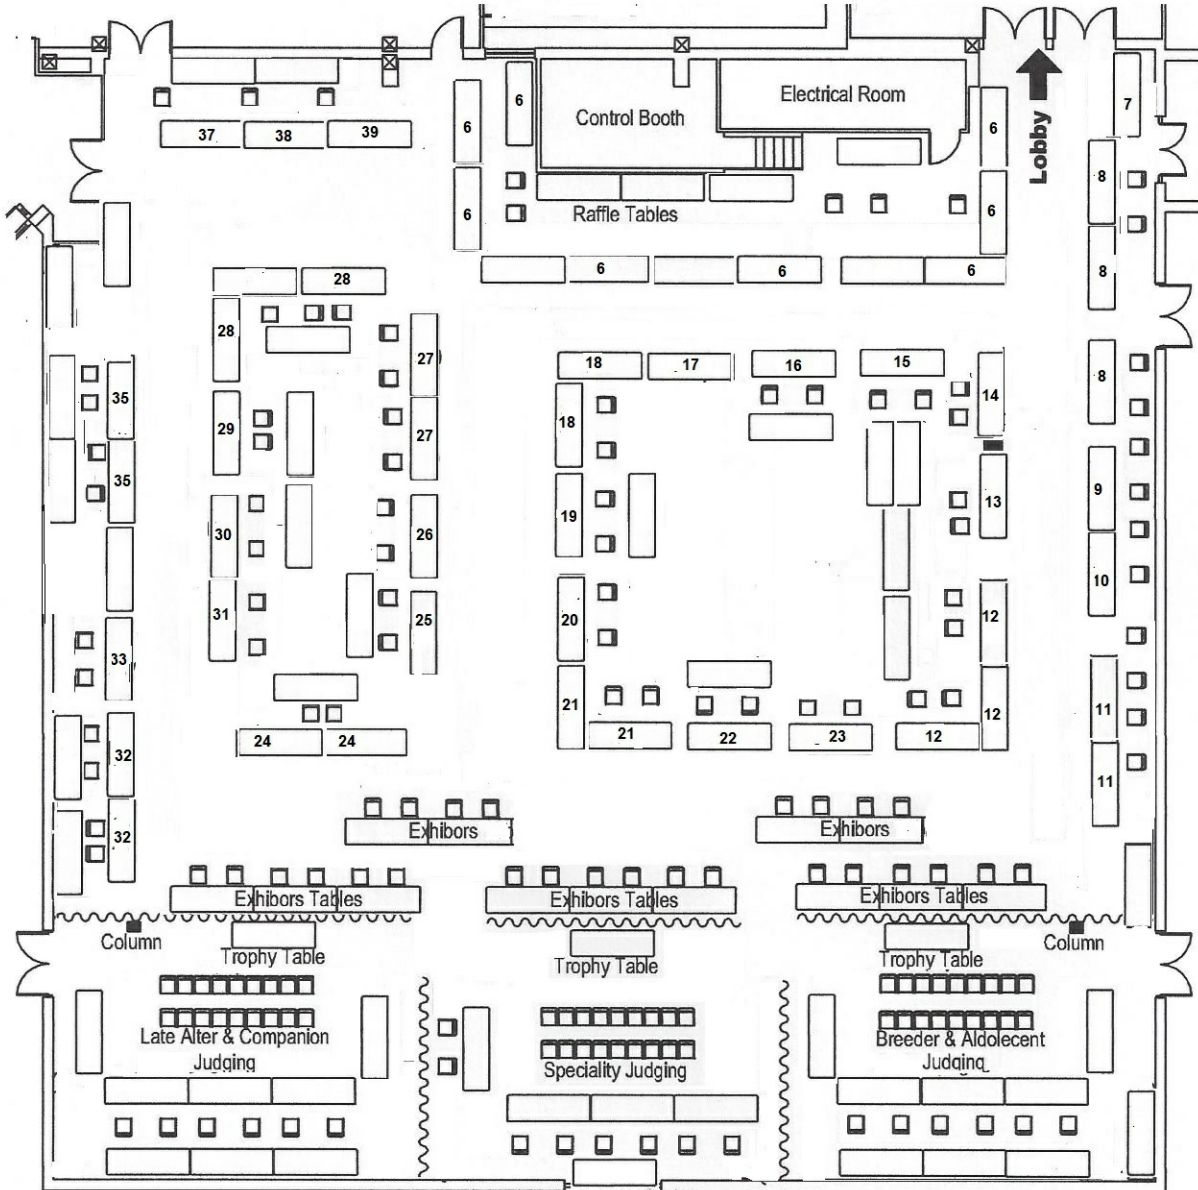 Control Booth
Electrical Room
Lobby
6
6
6
7
37
38
39
8
Raffle Tables
6
6
6
6
6
8
28
28
27
18
17
16
15
14
8
35
29
27
18
35
30
26
19
13
9
10
31
25
20
12
33
11
21
12
24
24
21
22
23
12
32
11
32
Exhibors
Exhibors
Exhibors Tables
Exhibors Tables
Exhibors Tables
Column
Column
Trophy Table
Trophy Table
Trophy Table
Late Alter & Companion
Judging
Speciality Judging
Breeder & Aldolecent
Judging